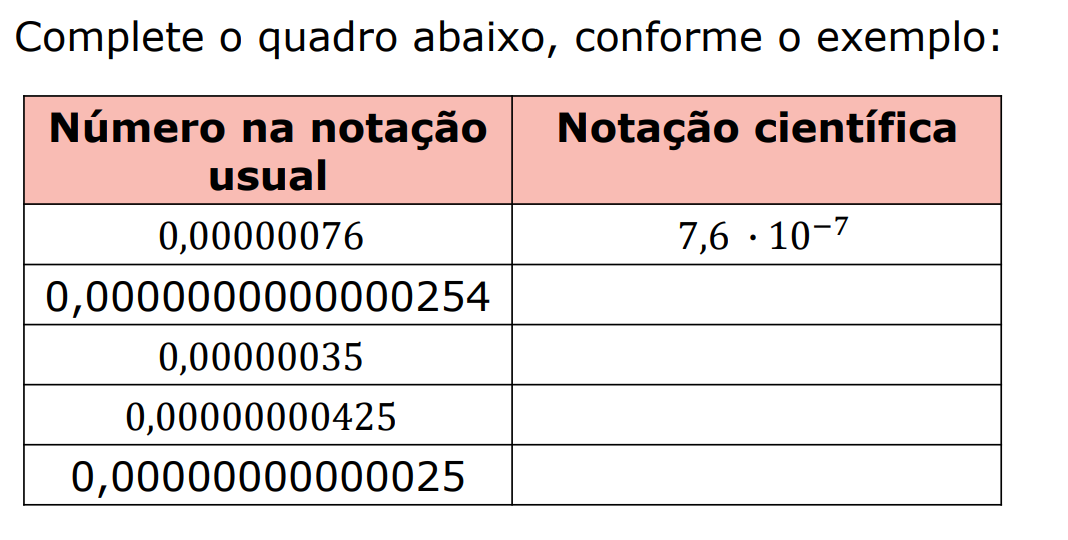 Complete o quadro abaixo, conforme o exemplo:
Número na notação
usual
Notação científica
0,00000076
7,6 · 10⁻⁷
0,0000000000000254
0,00000035
0,00000000425
0,00000000000025